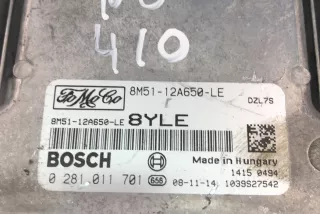 410
FoMoCo
8M51-12A650-LE
DZL7S
8M51-12A650-LE 8YLE
BOSCH
Made in Hungary
1415 0494
0 281 011 701 656 08-11-14 1039S27542